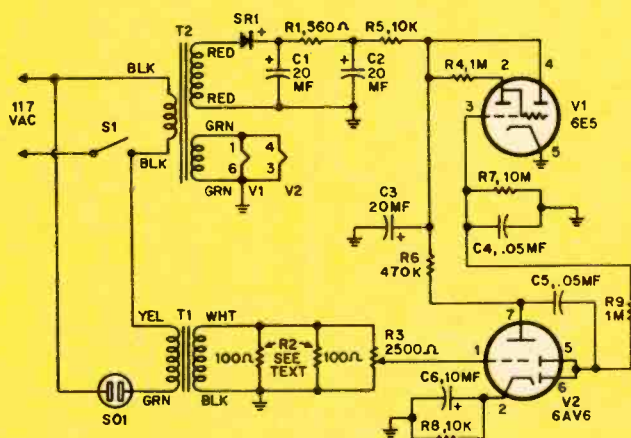 T2
SR1
+
R1, 560Ω
R5, 10K
BLK
RED
+
C1
20
MF
+
C2
20
MF
R4, 1M
2
4
117
VAC
RED
3
V1
6E5
S1
GRN
1
4
5
BLK
6
3
R7, 10M
GRN
V1
V2
C3
20MF
+
C4, .05MF
R6
470K
C5, .05MF
R9
1M
YEL
T1
WHT
7
R3
2500Ω
100Ω
R2
SEE
TEXT
100Ω
1
5
6
C6, 10MF
+
2
V2
6AV6
GRN
BLK
SO1
R8, 10K